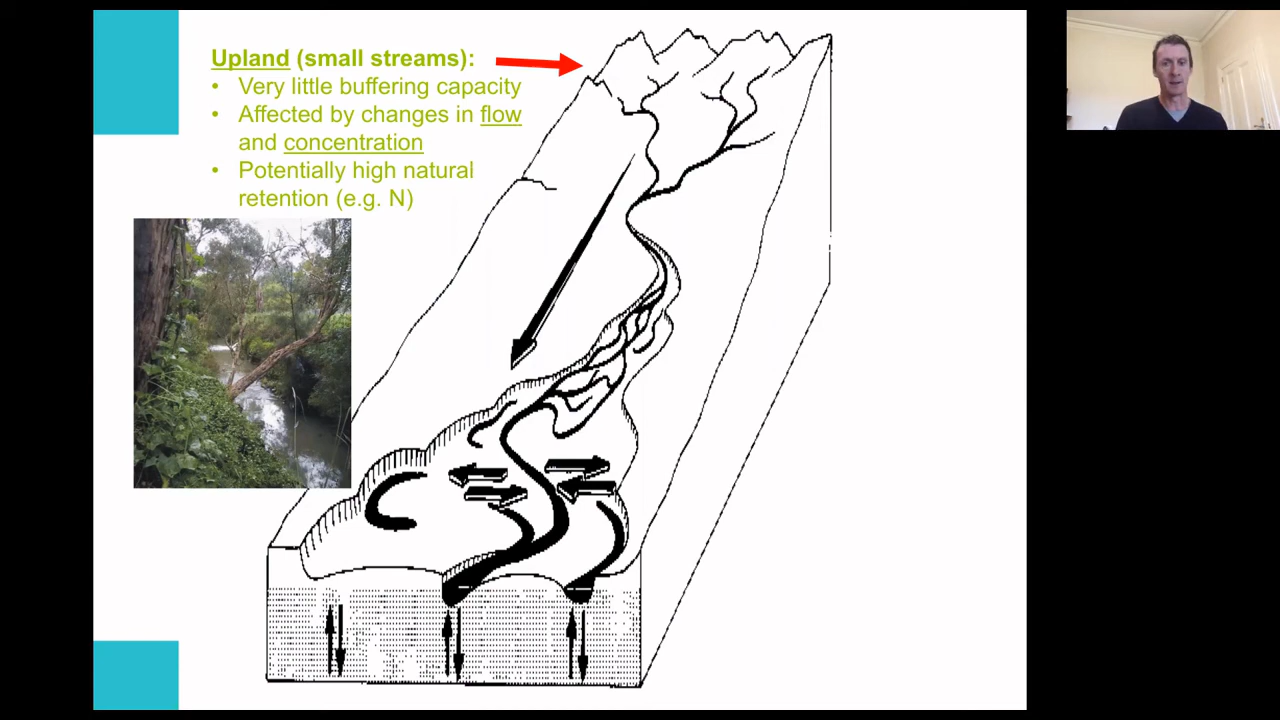 Upland (small streams):
• Very little buffering capacity
• Affected by changes in flow
and concentration
• Potentially high natural
retention (e.g. N)